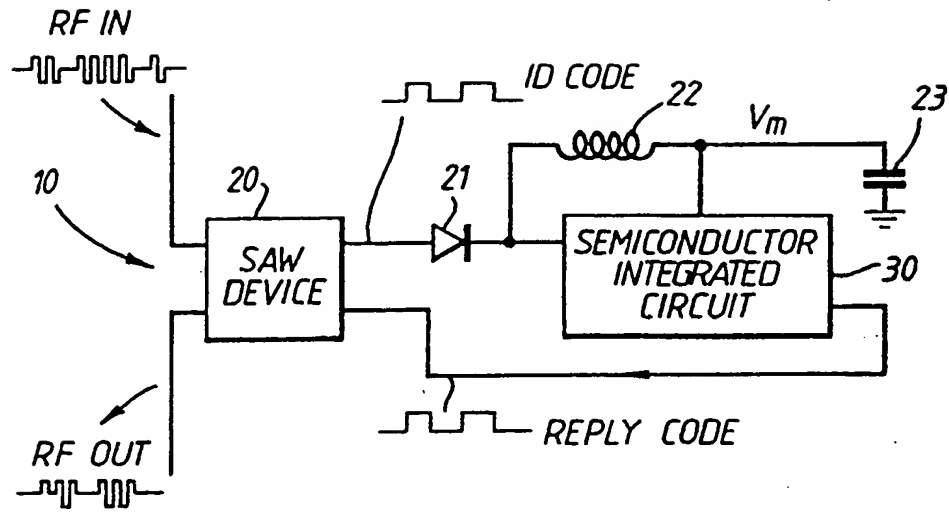 RF IN
ID CODE
22
Vm
23
10
20
21
SAW
DEVICE
SEMICONDUCTOR
INTEGRATED
CIRCUIT
30
RF OUT
REPLY CODE